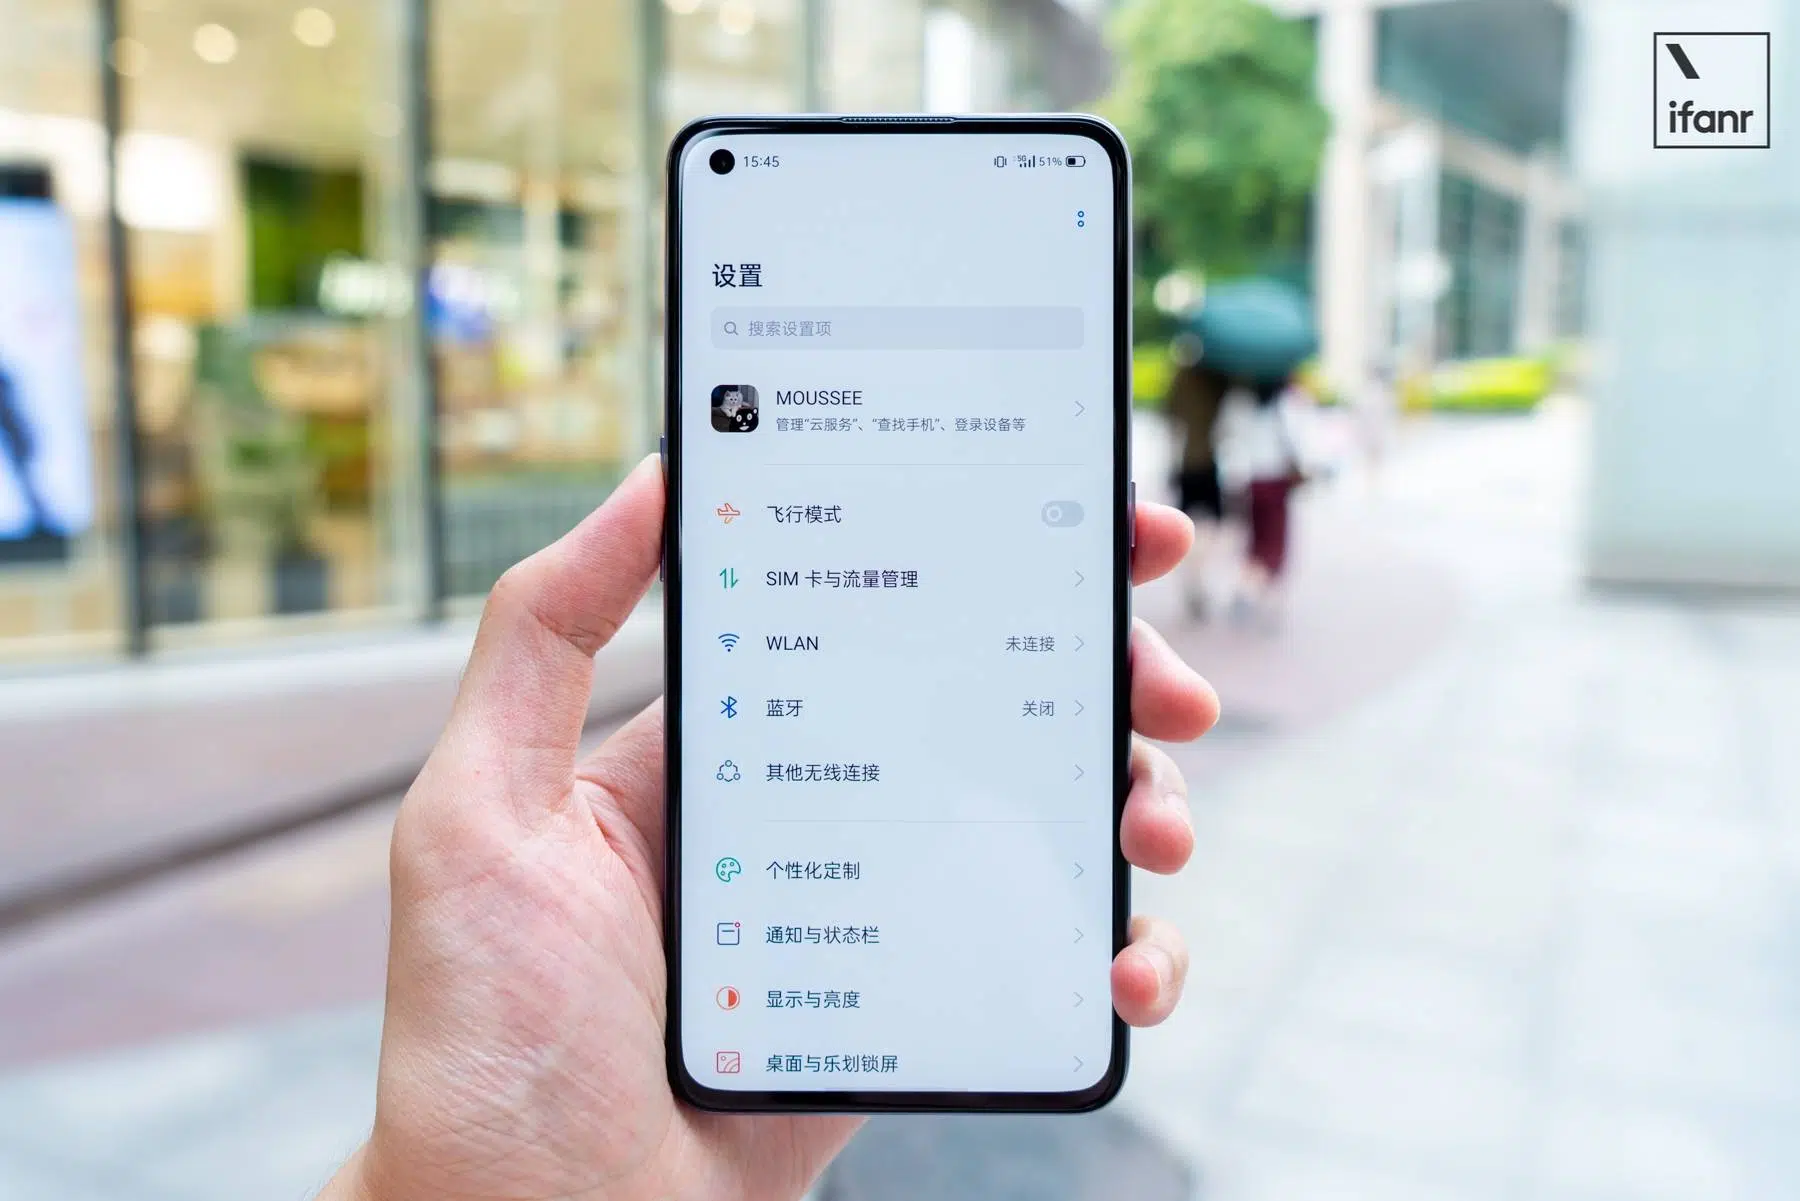 ifanr
15:45
5G 51%
设置
搜索设置项
MOUSSEE
管理“云服务”、“查找手机”、登录设备等
飞行模式
SIM 卡与流量管理
WLAN 未连接
蓝牙 关闭
其他无线连接
个性化定制
通知与状态栏
显示与亮度
桌面与乐划锁屏